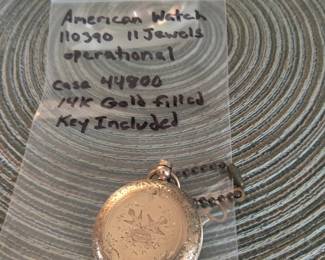 American Watch
110390 11 Jewels
operational
Case 44800
14K Gold filled
Key Included